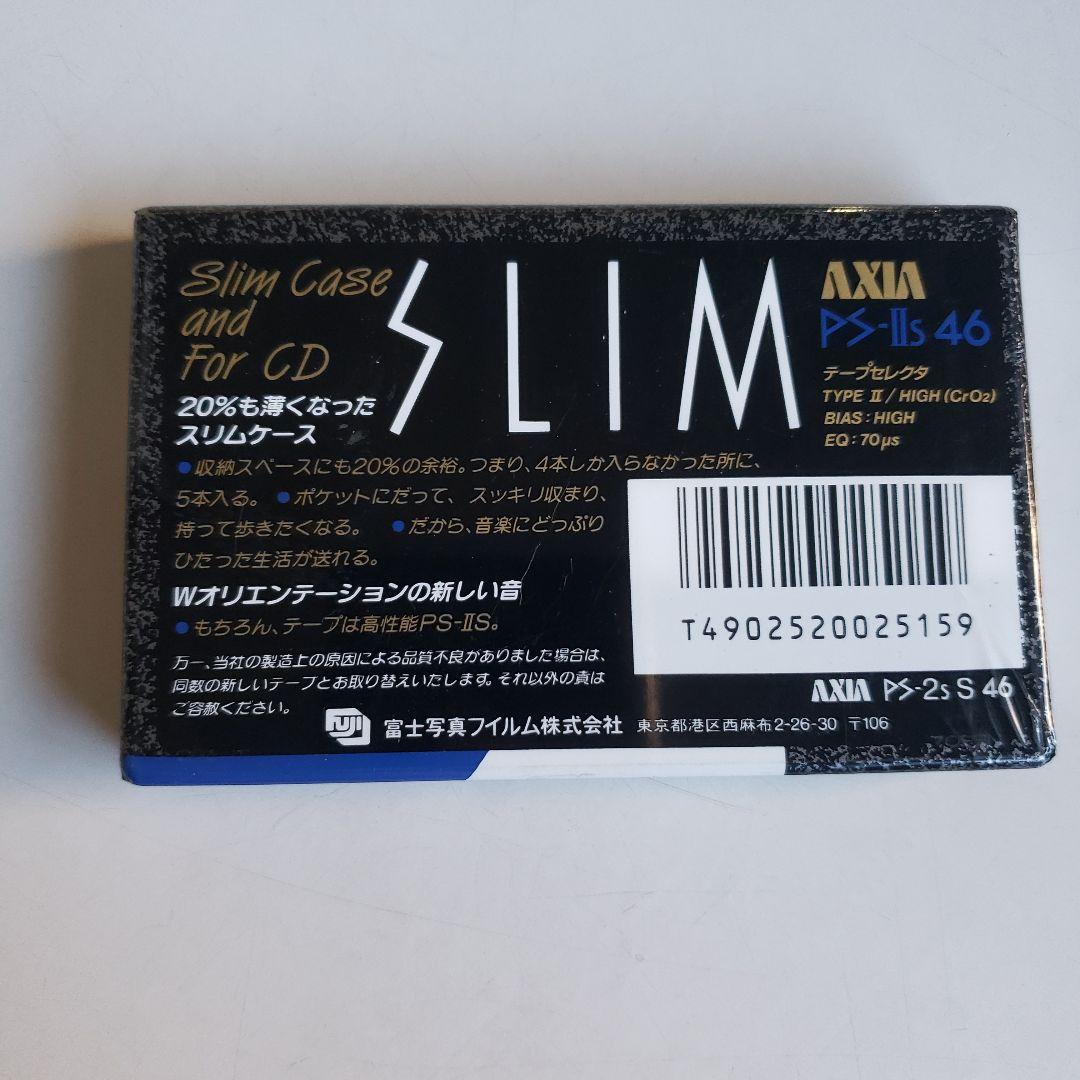 Slim Case
and
For CD
SLIM
AXIA
PS-IIs 46
テープセレクタ
TYPE II / HIGH (CrO2)
BIAS : HIGH
EQ : 70μs
20%も薄くなった
スリムケース
●収納スペースにも20%の余裕。つまり、4本しか入らなかった所に、
5本入る。 ●ポケットにだって、スッキリ収まり、
持って歩きたくなる。 ●だから、音楽にどっぷり
ひたった生活が送れる。
Wオリエンテーションの新しい音
●もちろん、テープは高性能PS-IIS。
万一、当社の製造上の原因による品質不良がありました場合は、
同数の新しいテープとお取り替えいたします。それ以外の責は
ご容赦ください。
FUJI 富士写真フイルム株式会社 東京都港区西麻布2-26-30 〒106
T4902520025159
AXIA PS-2s S 46